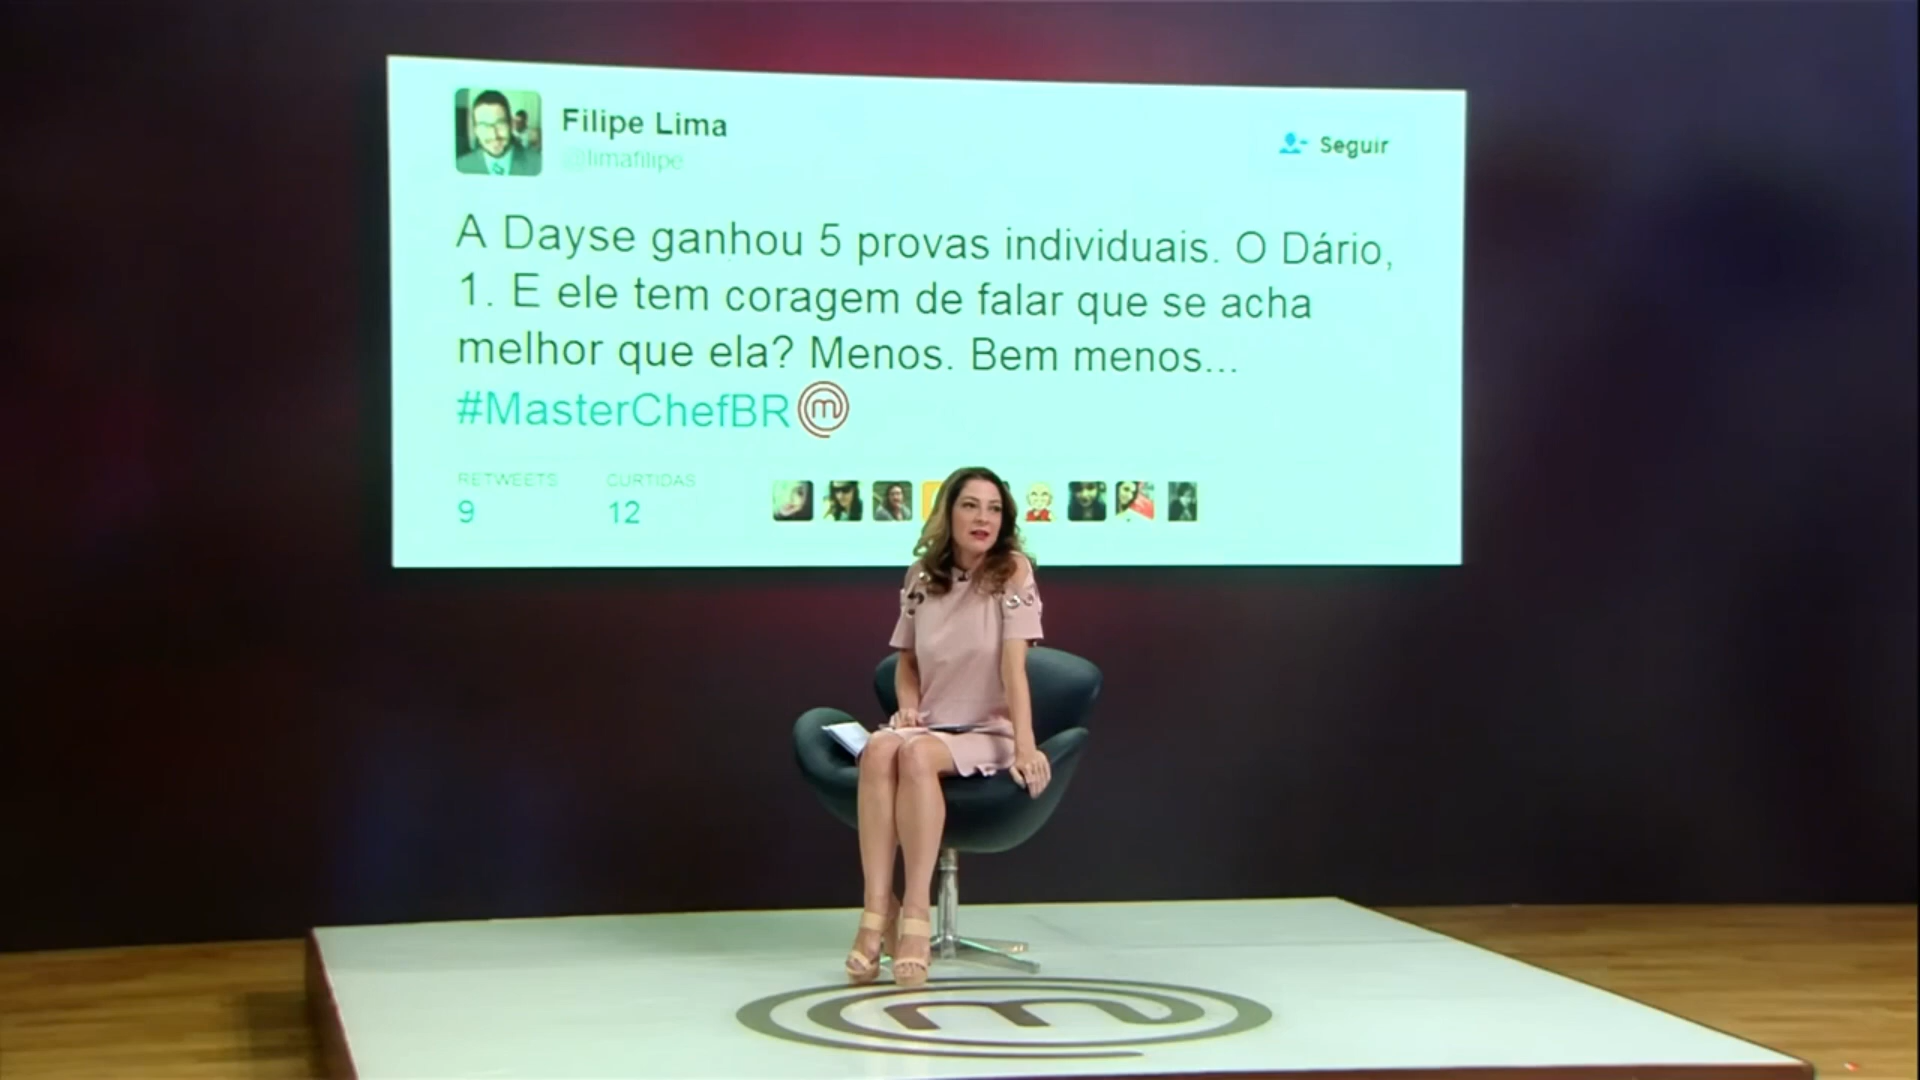 Filipe Lima
@limafilipe
Seguir
A Dayse ganhou 5 provas individuais. O Dário,
1. E ele tem coragem de falar que se acha
melhor que ela? Menos. Bem menos...
#MasterChefBR
RETWEETS
CURTIDAS
9
12